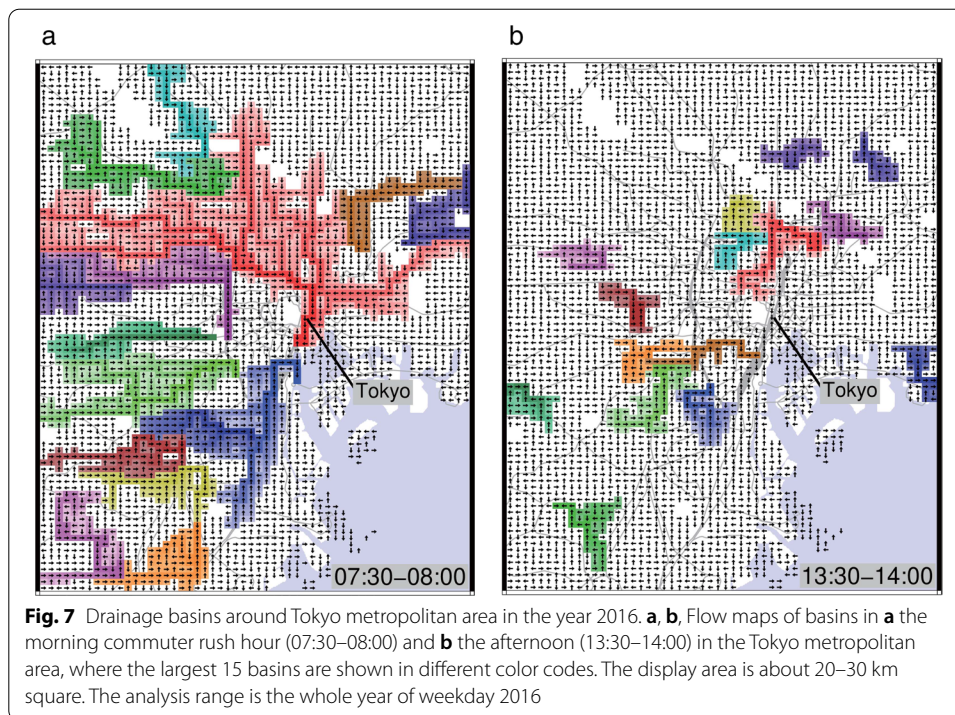 a
b
Tokyo
Tokyo
07:30–08:00
13:30–14:00
Fig. 7 Drainage basins around Tokyo metropolitan area in the year 2016. a, b, Flow maps of basins in a the
morning commuter rush hour (07:30–08:00) and b the afternoon (13:30–14:00) in the Tokyo metropolitan
area, where the largest 15 basins are shown in different color codes. The display area is about 20–30 km
square. The analysis range is the whole year of weekday 2016